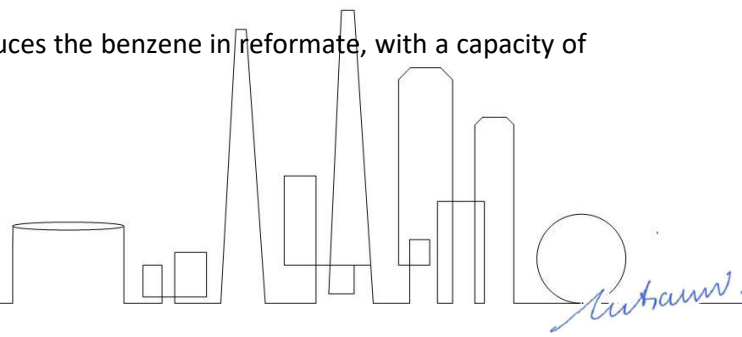 uces the benzene in reformate, with a capacity of